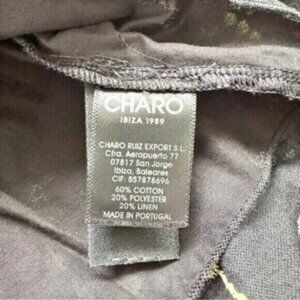 CHARO
IBIZA 1989
CHARO RUIZ EXPORT S.L.
Ctra. Aeropuerto 77
07817 San Jorge
Ibiza, Baleares
CIF: B57878696
60% COTTON
20% POLYESTER
20% LINEN
MADE IN PORTUGAL